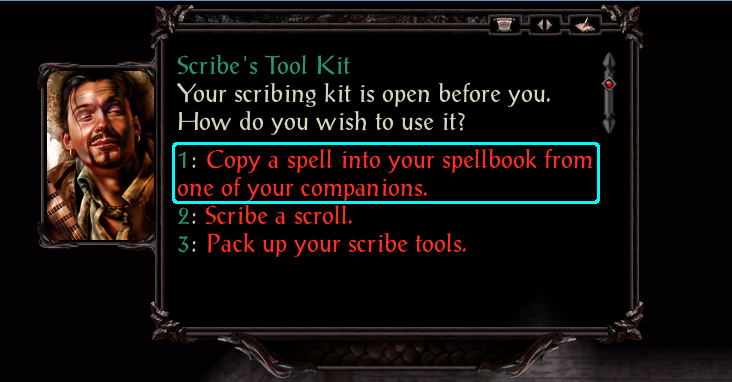 Scribe's Tool Kit
Your scribing kit is open before you.
How do you wish to use it?
1: Copy a spell into your spellbook from
one of your companions.
2: Scribe a scroll.
3: Pack up your scribe tools.